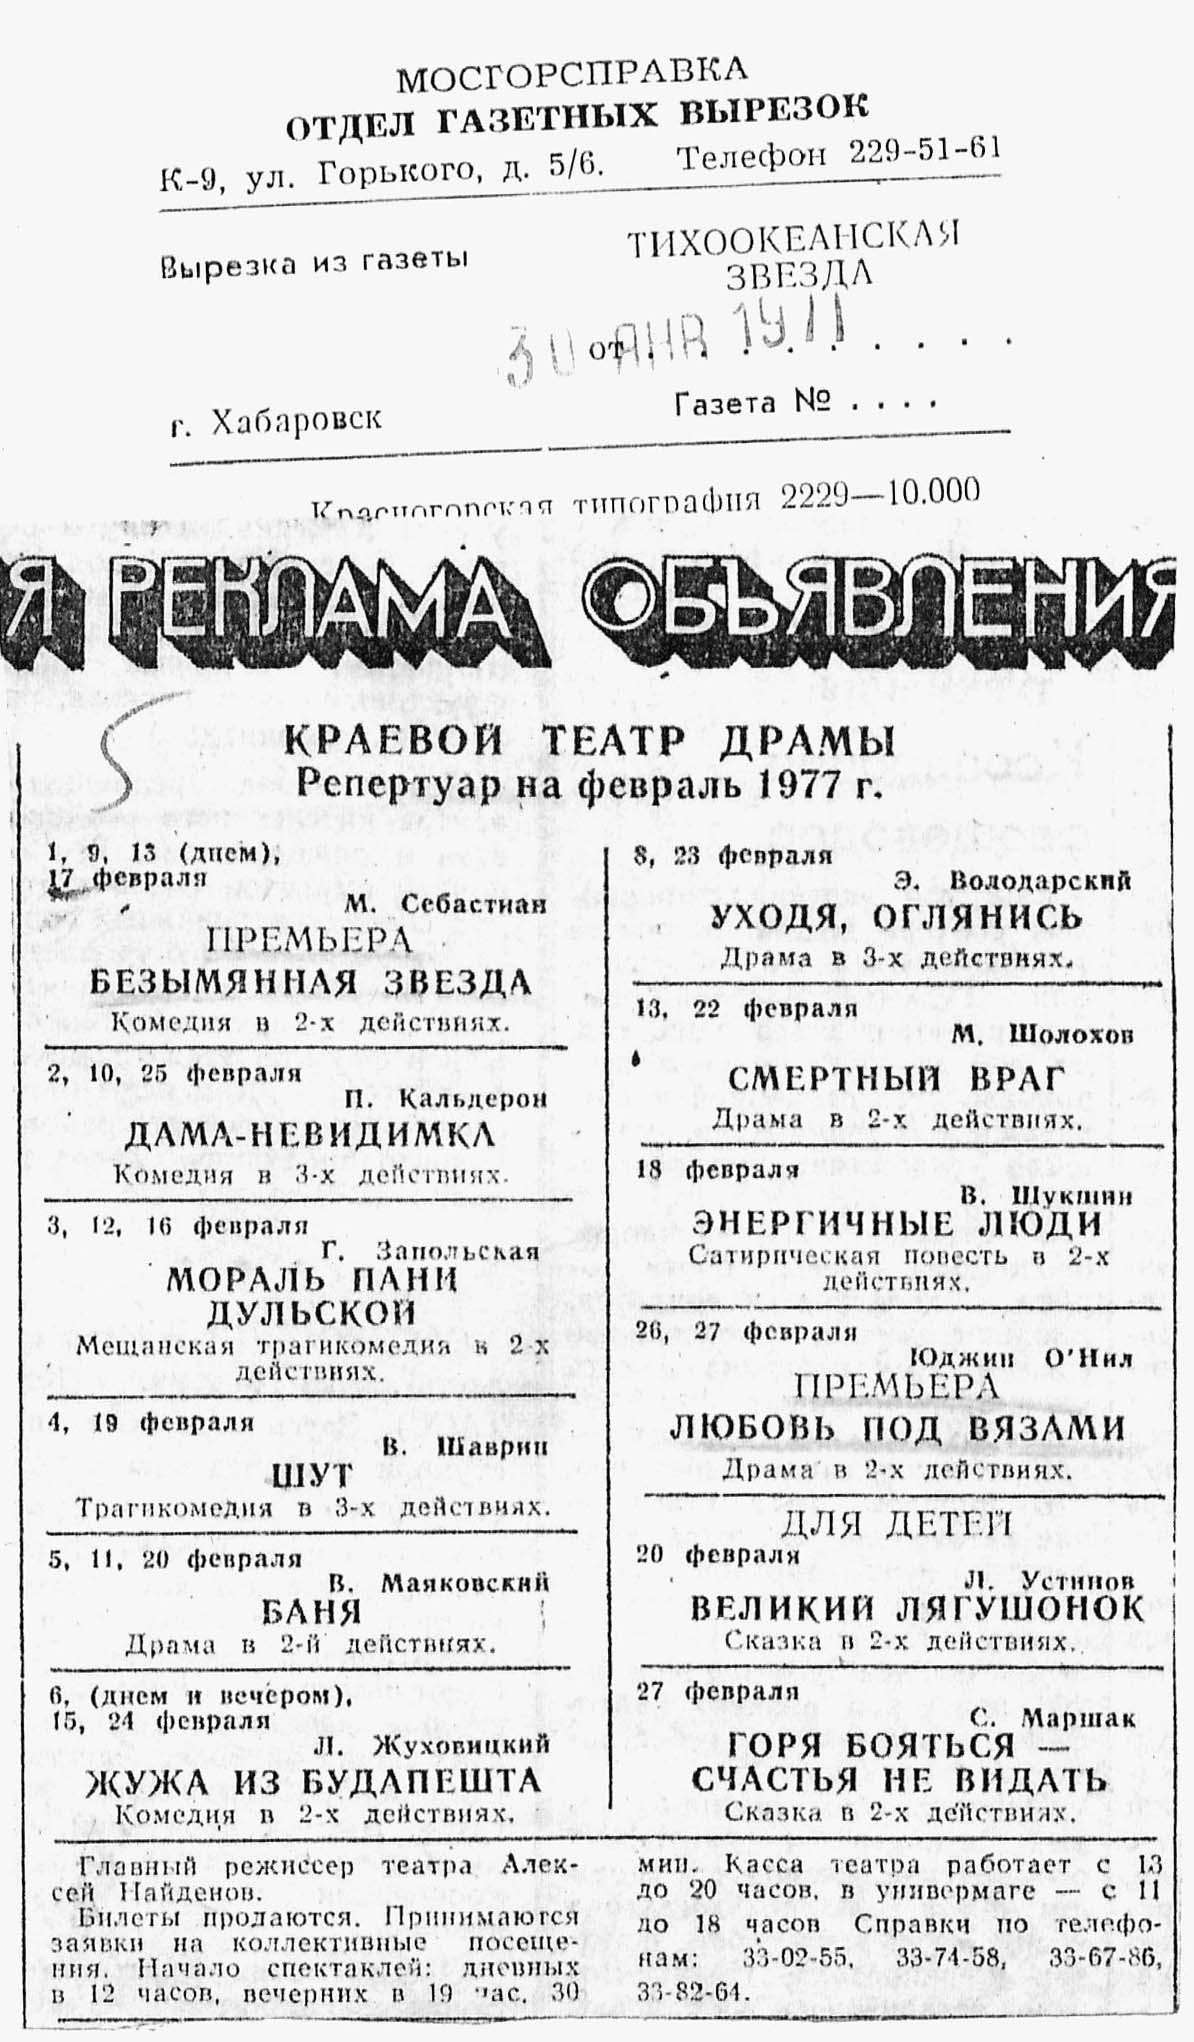 МОСГОРСПРАВКА
ОТДЕЛ ГАЗЕТНЫХ ВЫРЕЗОК
К-9, ул. Горького, д. 5/6. Телефон 229-51-61
Вырезка из газеты
ТИХООКЕАНСКАЯ
ЗВЕЗДА
30 ЯНВ 1977
от . . . . . . . . .
г. Хабаровск
Газета № . . . .
Красногорская типография 2229—10.000
Я РЕКЛАМА ОБЪЯВЛЕНИЯ
КРАЕВОЙ ТЕАТР ДРАМЫ
Репертуар на февраль 1977 г.
1, 9, 13 (днем),
17 февраля
М. Себастиан
ПРЕМЬЕРА
БЕЗЫМЯННАЯ ЗВЕЗДА
Комедия в 2-х действиях.
2, 10, 25 февраля
П. Кальдерон
ДАМА-НЕВИДИМКА
Комедия в 3-х действиях.
3, 12, 16 февраля
Г. Запольская
МОРАЛЬ ПАНИ
ДУЛЬСКОЙ
Мещанская трагикомедия в 2-х
действиях.
4, 19 февраля
В. Шаврин
ШУТ
Трагикомедия в 3-х действиях.
5, 11, 20 февраля
В. Маяковский
БАНЯ
Драма в 2-й действиях.
6, (днем и вечером),
15, 24 февраля
Л. Жуховицкий
ЖУЖА ИЗ БУДАПЕШТА
Комедия в 2-х действиях.
8, 23 февраля
Э. Володарский
УХОДЯ, ОГЛЯНИСЬ
Драма в 3-х действиях.
13, 22 февраля
М. Шолохов
СМЕРТНЫЙ ВРАГ
Драма в 2-х действиях.
18 февраля
В. Шукшин
ЭНЕРГИЧНЫЕ ЛЮДИ
Сатирическая повесть в 2-х
действиях.
26, 27 февраля
Юджин О'Нил
ПРЕМЬЕРА
ЛЮБОВЬ ПОД ВЯЗАМИ
Драма в 2-х действиях.
ДЛЯ ДЕТЕЙ
20 февраля
Л. Устинов
ВЕЛИКИЙ ЛЯГУШОНОК
Сказка в 2-х действиях.
27 февраля
С. Маршак
ГОРЯ БОЯТЬСЯ —
СЧАСТЬЯ НЕ ВИДАТЬ
Сказка в 2-х действиях.
Главный режиссер театра Алек-
сей Найденов.
Билеты продаются. Принимаются
заявки на коллективные посеще-
ния. Начало спектаклей: дневных
в 12 часов, вечерних в 19 час. 30
мин. Касса театра работает с 13
до 20 часов, в универмаге — с 11
до 18 часов Справки по телефо-
нам: 33-02-55, 33-74-58, 33-67-86,
33-82-64.